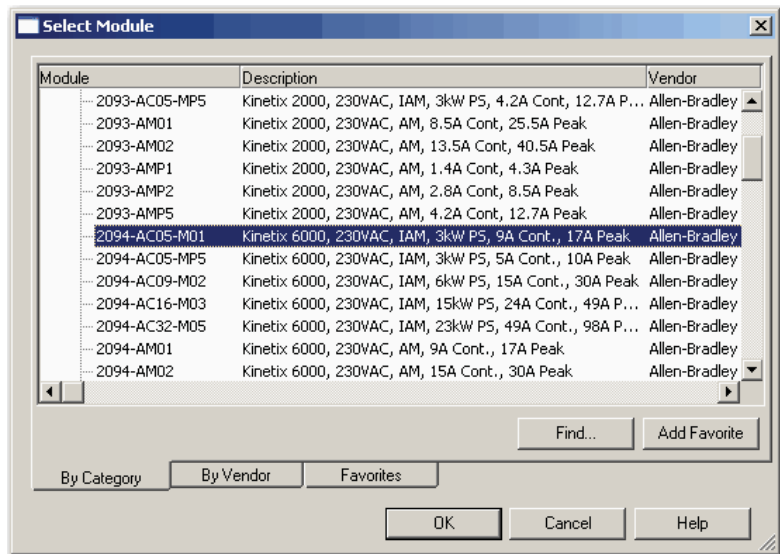 Select Module
Module Description Vendor
2093-AC05-MP5 Kinetix 2000, 230VAC, IAM, 3kW PS, 4.2A Cont, 12.7A P... Allen-Bradley
2093-AM01 Kinetix 2000, 230VAC, AM, 8.5A Cont, 25.5A Peak Allen-Bradley
2093-AM02 Kinetix 2000, 230VAC, AM, 13.5A Cont, 40.5A Peak Allen-Bradley
2093-AMP1 Kinetix 2000, 230VAC, AM, 1.4A Cont, 4.3A Peak Allen-Bradley
2093-AMP2 Kinetix 2000, 230VAC, AM, 2.8A Cont, 8.5A Peak Allen-Bradley
2093-AMP5 Kinetix 2000, 230VAC, AM, 4.2A Cont, 12.7A Peak Allen-Bradley
2094-AC05-M01 Kinetix 6000, 230VAC, IAM, 3kW PS, 9A Cont., 17A Peak Allen-Bradley
2094-AC05-MP5 Kinetix 6000, 230VAC, IAM, 3kW PS, 5A Cont., 10A Peak Allen-Bradley
2094-AC09-M02 Kinetix 6000, 230VAC, IAM, 6kW PS, 15A Cont., 30A Peak Allen-Bradley
2094-AC16-M03 Kinetix 6000, 230VAC, IAM, 15kW PS, 24A Cont., 49A P... Allen-Bradley
2094-AC32-M05 Kinetix 6000, 230VAC, IAM, 23kW PS, 49A Cont., 98A P... Allen-Bradley
2094-AM01 Kinetix 6000, 230VAC, AM, 9A Cont., 17A Peak Allen-Bradley
2094-AM02 Kinetix 6000, 230VAC, AM, 15A Cont., 30A Peak Allen-Bradley
Find... Add Favorite
By Category By Vendor Favorites
OK Cancel Help